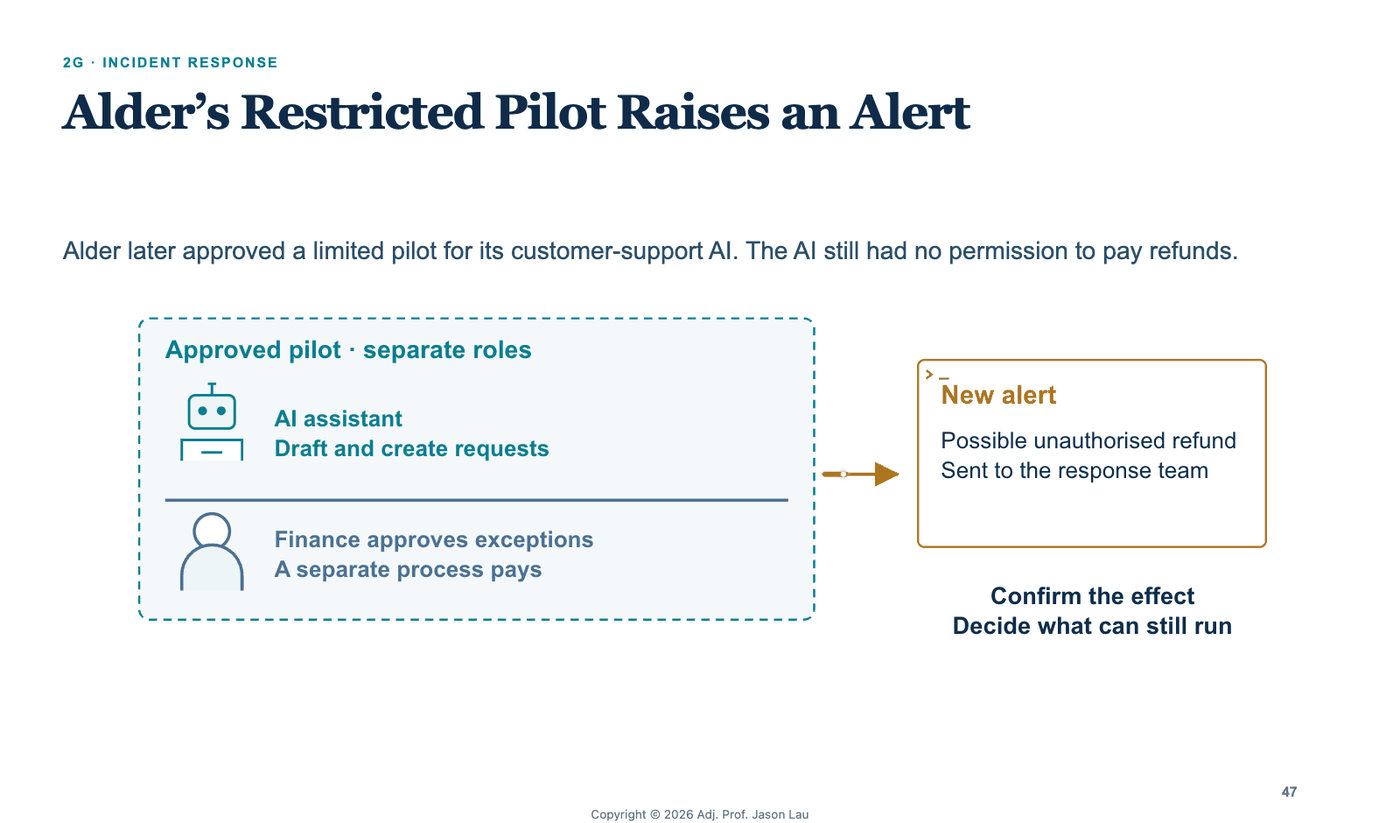 2G · INCIDENT RESPONSE
Alder’s Restricted Pilot Raises an Alert
Alder later approved a limited pilot for its customer-support AI. The AI still had no permission to pay refunds.
Approved pilot · separate roles
AI assistant
Draft and create requests
Finance approves exceptions
A separate process pays
>_
New alert
Possible unauthorised refund
Sent to the response team
Confirm the effect
Decide what can still run
47
Copyright © 2026 Adj. Prof. Jason Lau